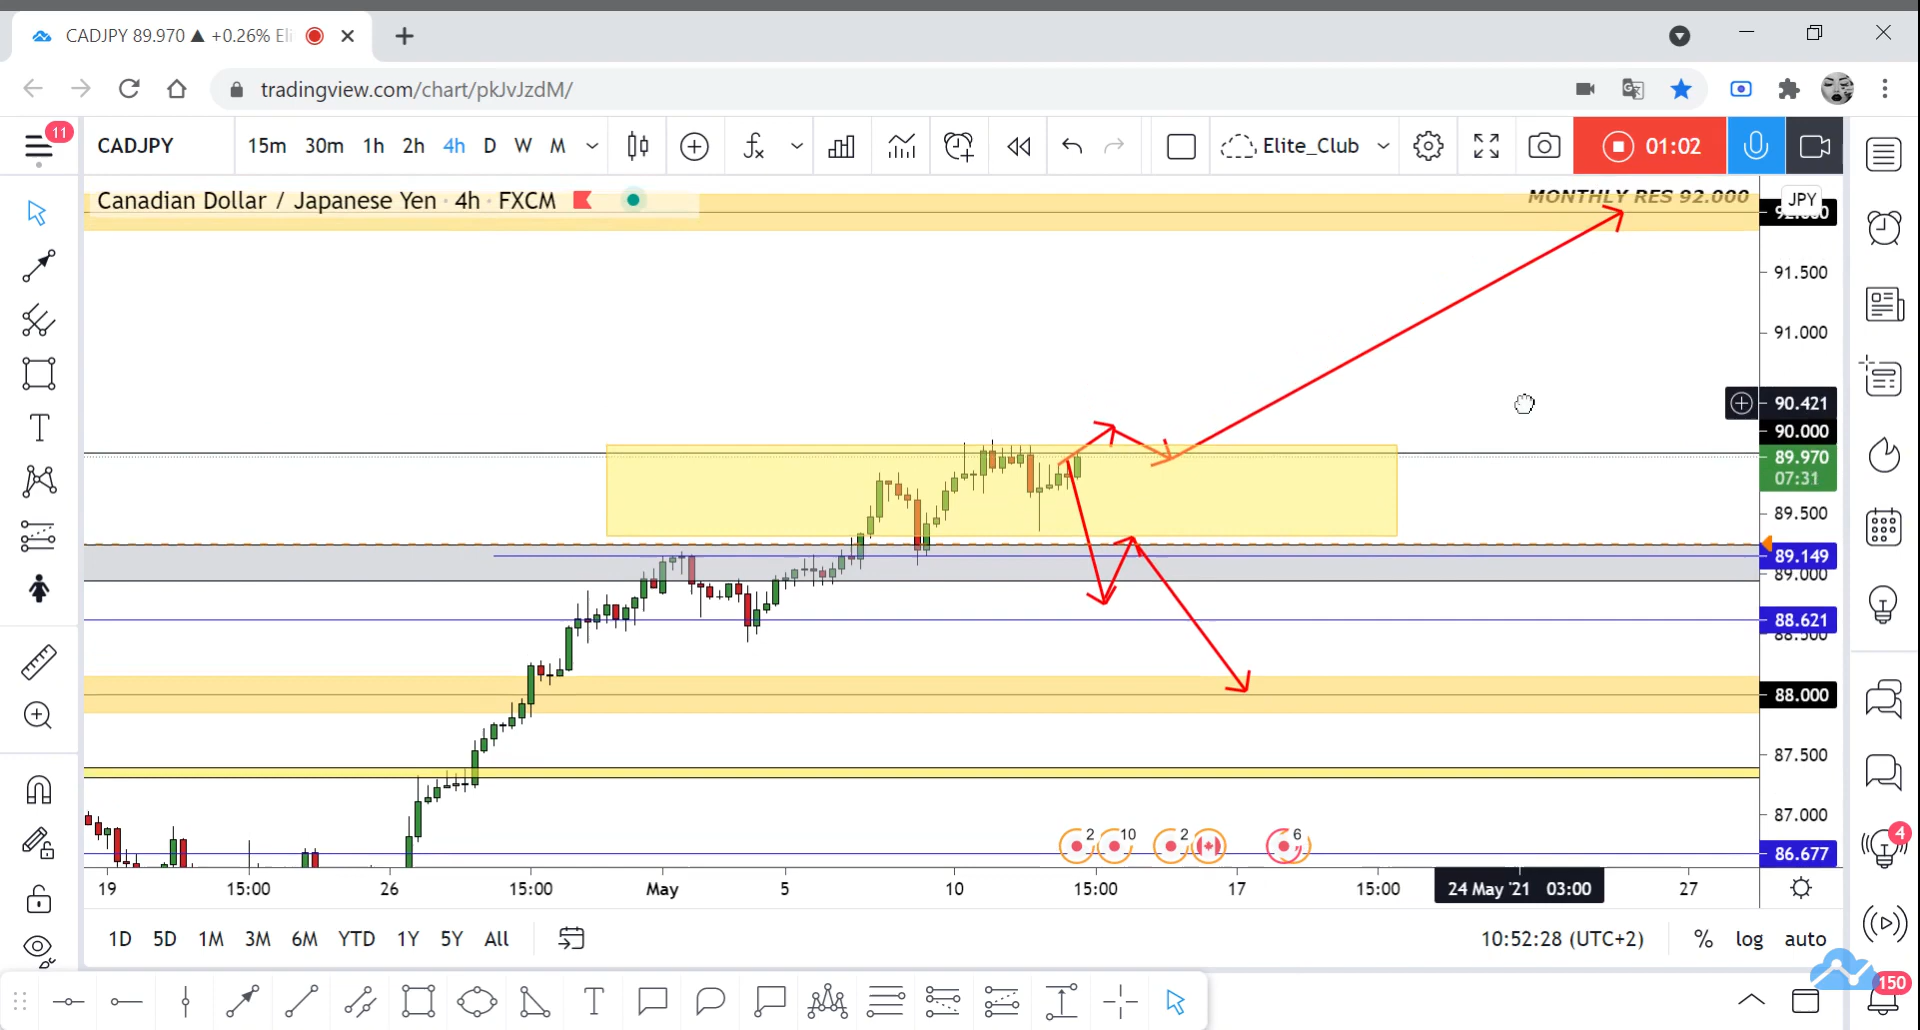 CADJPY 89.970 ▲ +0.26% Eli
tradingview.com/chart/pkJvJzdM/
11
CADJPY
15m 30m 1h 2h 4h D W M
Elite_Club
01:02
Canadian Dollar / Japanese Yen · 4h · FXCM
MONTHLY RES 92.000
JPY
91.500
91.000
90.421
90.000
89.970
07:31
89.500
89.149
89.000
88.621
88.500
88.000
87.500
87.000
86.677
2 10 2 6
4
19 15:00 26 15:00 May 5 10 15:00 17 15:00 24 May '21 03:00 27
1D 5D 1M 3M 6M YTD 1Y 5Y All
10:52:28 (UTC+2) % log auto
T
150